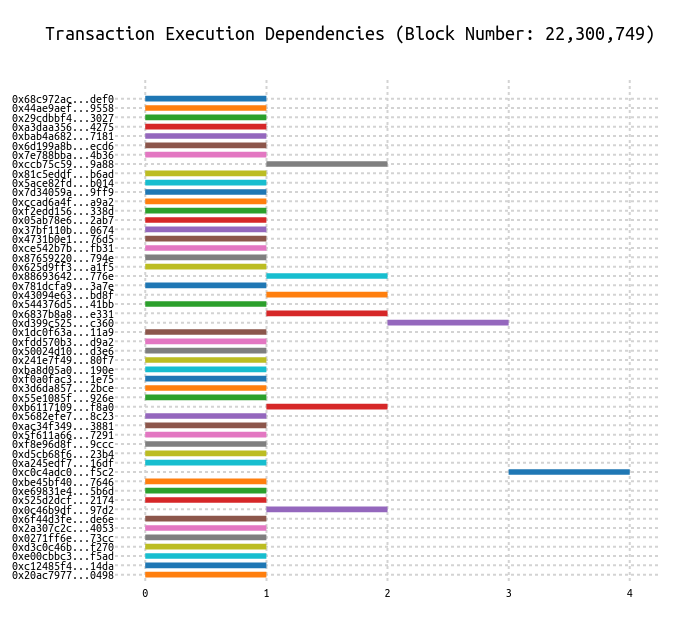 Transaction Execution Dependencies (Block Number: 22,300,749)
0x68c972ac...def0
0x44ae9aef...9558
0x29cdbbf4...3027
0xa3daa356...4275
0xbab4a682...7181
0x6d199a8b...ecd6
0x7e788bba...4b36
0xccb75c59...9a88
0x81c5eddf...b6ad
0x5ace82fd...b014
0x7d34059a...9ff9
0xccad6a4f...a9a2
0xf2edd156...338d
0x05ab78e6...2ab7
0x37bf110b...0674
0x4731b0e1...76d5
0xce542b7b...fb31
0x87659220...794e
0x625d9ff3...a1f5
0x88693642...776e
0x781dcfa9...3a7e
0x43094e63...bd8f
0x544376d5...41bb
0x6837b8a8...e331
0xd399c525...c360
0x1dc0f63a...11a9
0xfdd570b3...d9a2
0x50024d10...d3e6
0x241e7f49...80f7
0xba8d05a0...190e
0xf0a0fac3...1e75
0x3d6da857...2bce
0x55e1085f...926e
0xb6117109...f8a0
0x5682efe7...8c23
0xac34f349...3881
0x5f611a66...7291
0xf8e96d8f...9ccc
0xd5cb68f6...23b4
0xa245edf7...16df
0xc0c4adc0...f5c2
0xbe45bf40...7646
0xe69831e4...5b6d
0x525d2dcf...2174
0x0c46b9df...97d2
0x6f44d3fe...de6e
0x2a307c2c...4053
0x0271ff6e...73cc
0xd3c0c46b...f270
0xe00cbbc3...f5ad
0xc12485f4...14da
0x20ac7977...0498
0 1 2 3 4